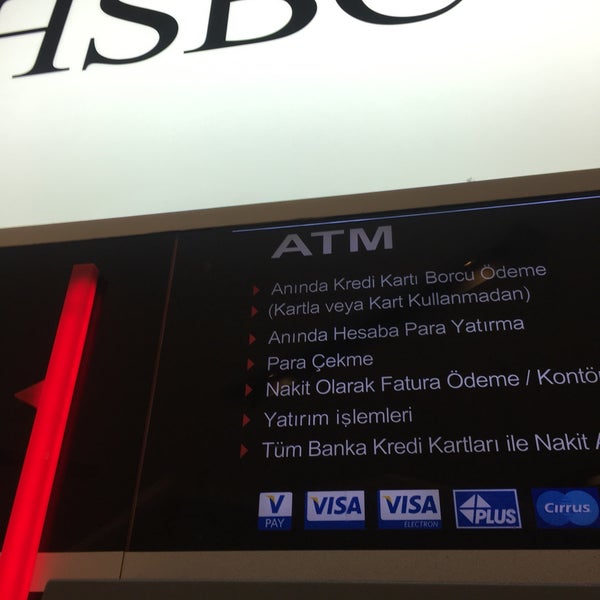 HSBC
ATM
Anında Kredi Kartı Borcu Ödeme
(Kartla veya Kart Kullanmadan)
Anında Hesaba Para Yatırma
Para Çekme
Nakit Olarak Fatura Ödeme / Kontör
Yatırım işlemleri
Tüm Banka Kredi Kartları ile Nakit A
V PAY VISA VISA ELECTRON PLUS Cirrus